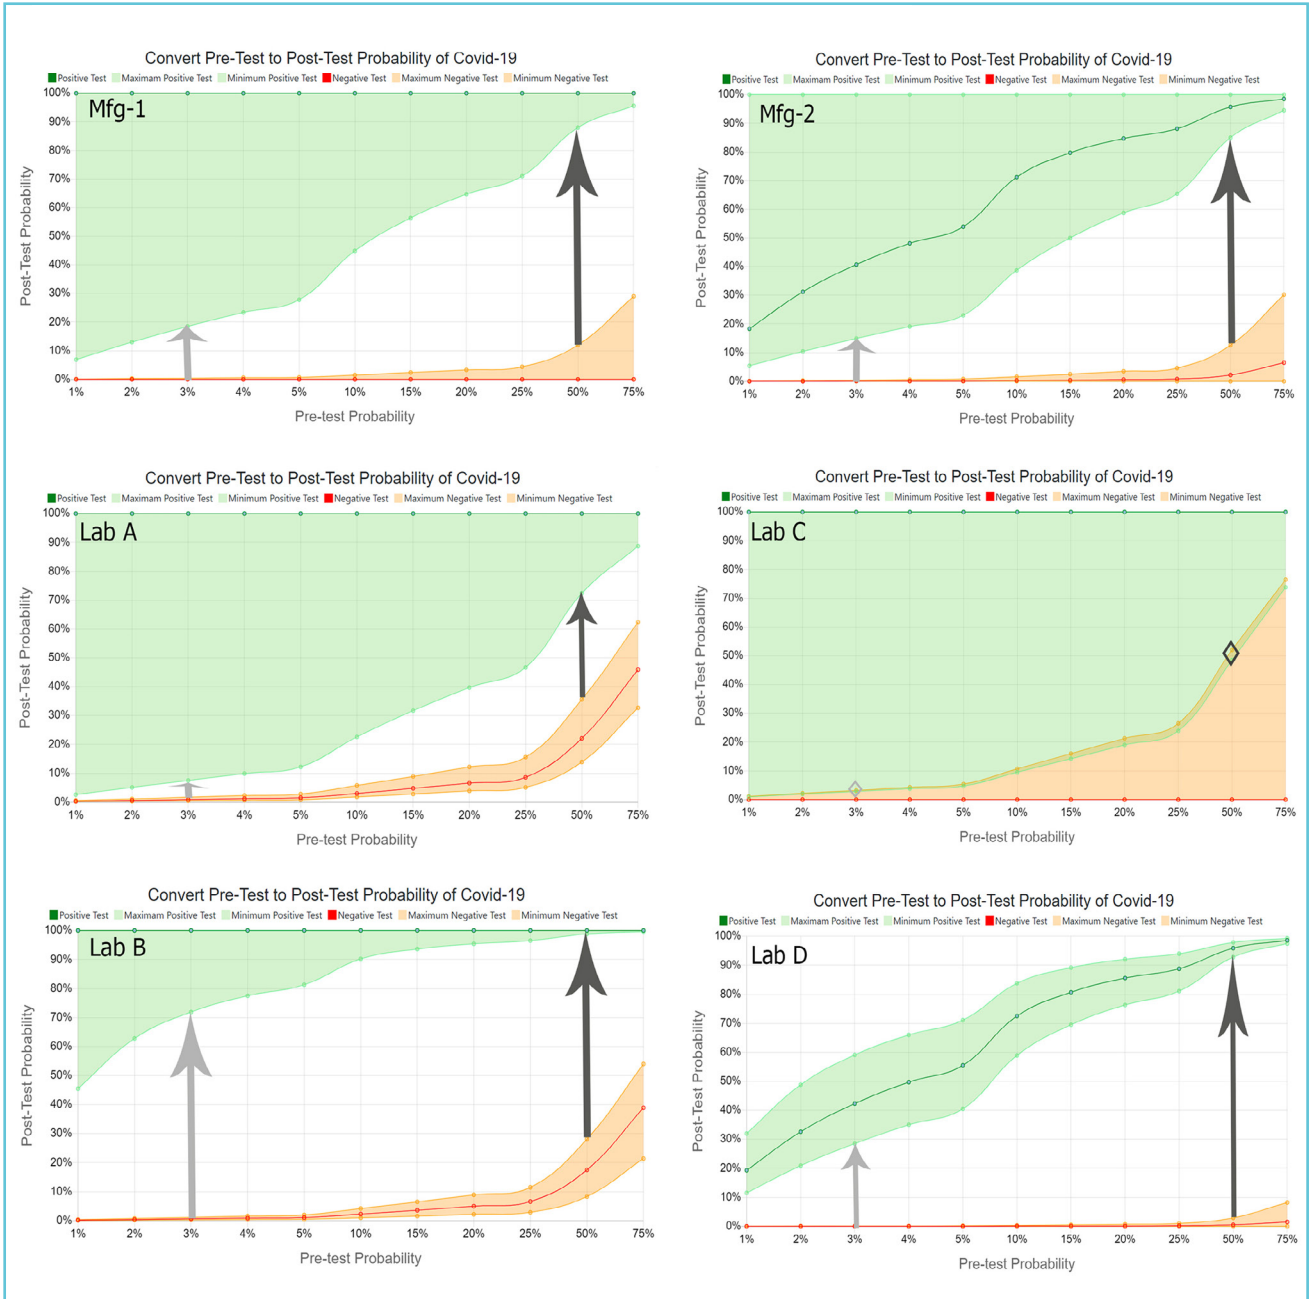 Convert Pre-Test to Post-Test Probability of Covid-19
Positive Test Maximam Positive Test Minimum Positive Test Negative Test Maximum Negative Test Minimum Negative Test
Mfg-1
100%
90%
80%
70%
60%
50%
40%
30%
20%
10%
0%
Post-Test Probability
1% 2% 3% 4% 5% 10% 15% 20% 25% 50% 75%
Pre-test Probability
Convert Pre-Test to Post-Test Probability of Covid-19
Positive Test Maximam Positive Test Minimum Positive Test Negative Test Maximum Negative Test Minimum Negative Test
Mfg-2
100%
90%
80%
70%
60%
50%
40%
30%
20%
10%
0%
Post-Test Probability
1% 2% 3% 4% 5% 10% 15% 20% 25% 50% 75%
Pre-test Probability
Convert Pre-Test to Post-Test Probability of Covid-19
Positive Test Maximam Positive Test Minimum Positive Test Negative Test Maximum Negative Test Minimum Negative Test
Lab A
100%
90%
80%
70%
60%
50%
40%
30%
20%
10%
0%
Post-Test Probability
1% 2% 3% 4% 5% 10% 15% 20% 25% 50% 75%
Pre-test Probability
Convert Pre-Test to Post-Test Probability of Covid-19
Positive Test Maximam Positive Test Minimum Positive Test Negative Test Maximum Negative Test Minimum Negative Test
Lab C
100%
90%
80%
70%
60%
50%
40%
30%
20%
10%
0%
Post-Test Probability
1% 2% 3% 4% 5% 10% 15% 20% 25% 50% 75%
Pre-test Probability
Convert Pre-Test to Post-Test Probability of Covid-19
Positive Test Maximam Positive Test Minimum Positive Test Negative Test Maximum Negative Test Minimum Negative Test
Lab B
100%
90%
80%
70%
60%
50%
40%
30%
20%
10%
0%
Post-Test Probability
1% 2% 3% 4% 5% 10% 15% 20% 25% 50% 75%
Pre-test Probability
Convert Pre-Test to Post-Test Probability of Covid-19
Positive Test Maximam Positive Test Minimum Positive Test Negative Test Maximum Negative Test Minimum Negative Test
Lab D
100%
90%
80%
70%
60%
50%
40%
30%
20%
10%
0%
Post-Test Probability
1% 2% 3% 4% 5% 10% 15% 20% 25% 50% 75%
Pre-test Probability